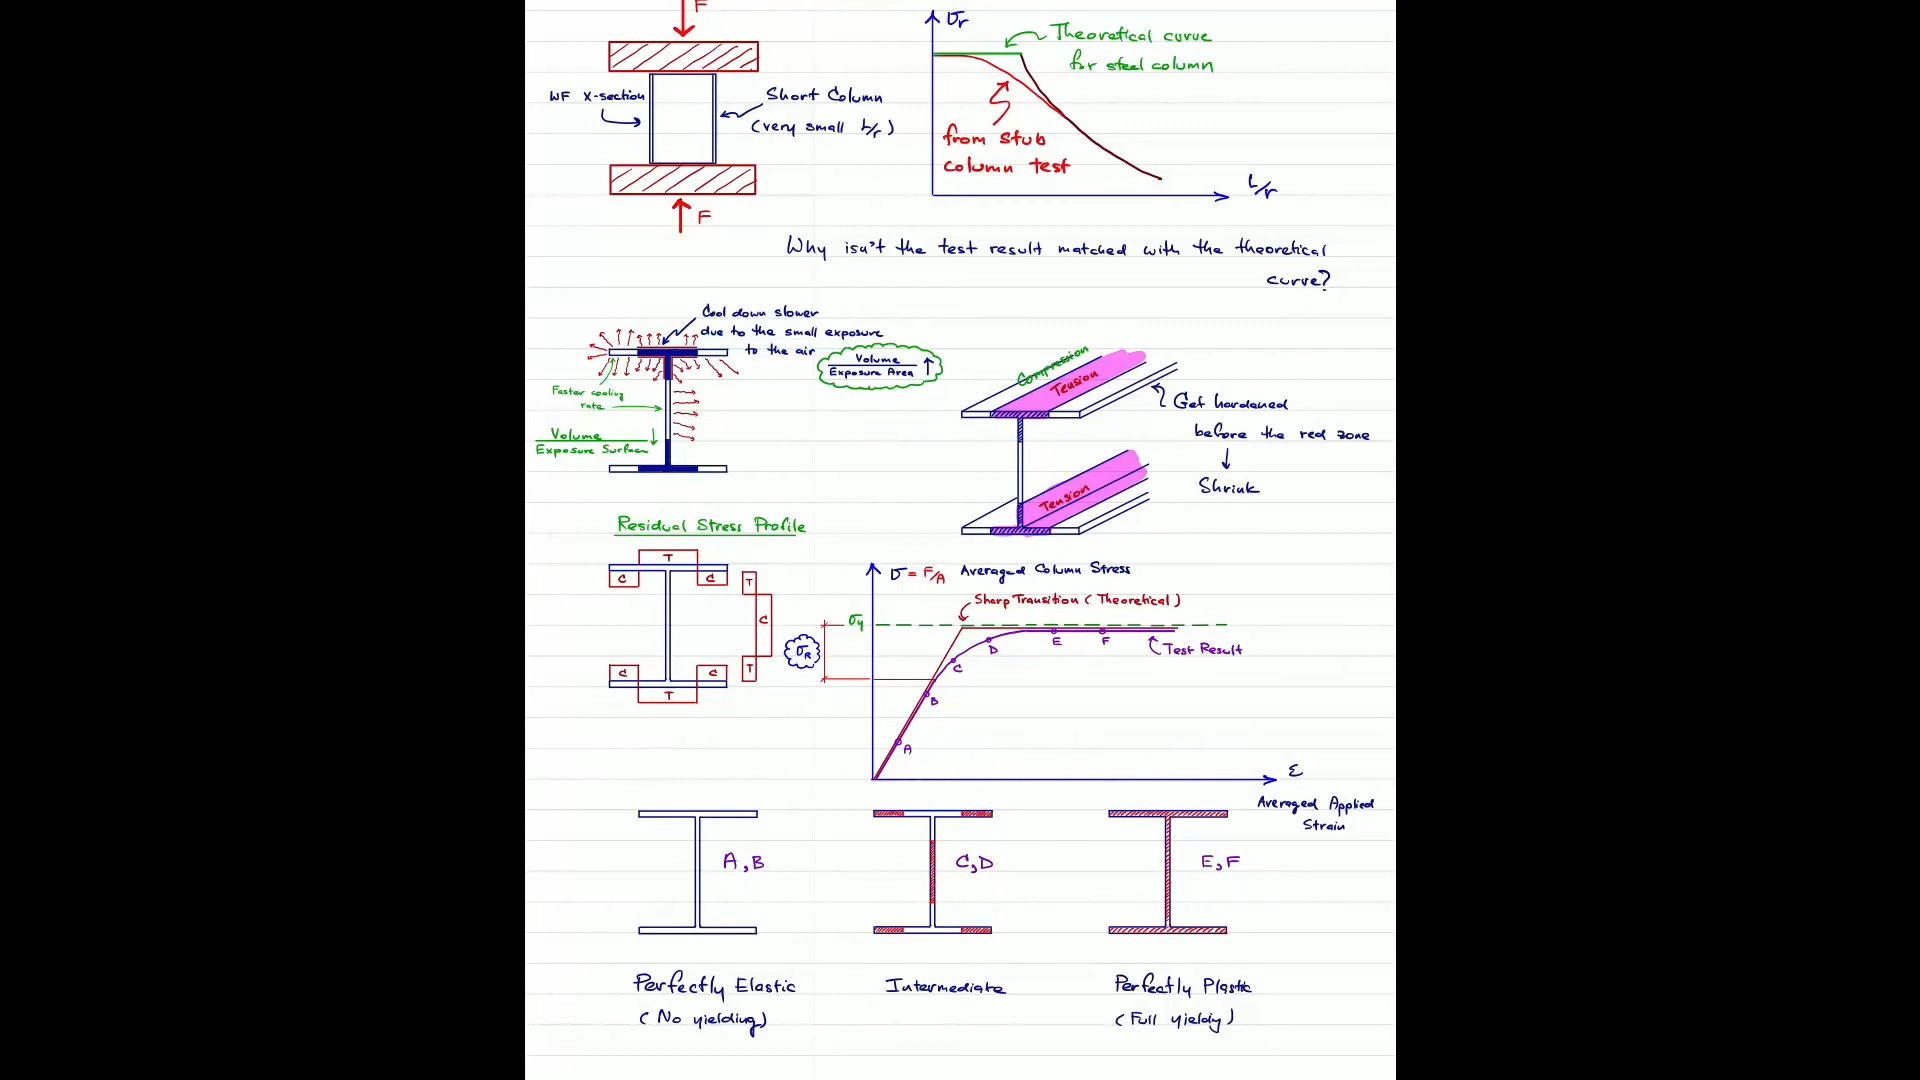 F
WF X-section
Short Column
(very small L/r)
F
σr
Theoretical curve
for steel column
from stub
column test
L/r
Why isn't the test result matched with the theoretical
curve?
Cool down slower
due to the small exposure
to the air
Volume
Exposure Area
Faster cooling
rate
Volume
Exposure Surface
Compression
Tension
Get hardened
before the red zone
Shrink
Tension
Residual Stress Profile
T
C C
T
C
T
C C
T
σ = F/A Averaged Column Stress
Sharp Transition (Theoretical)
σy
σR
Test Result
A
B
C
D
E
F
ε
Averaged Applied
Strain
A,B
C,D
E,F
Perfectly Elastic
(No yielding)
Intermediate
Perfectly Plastic
(Full yieldy)